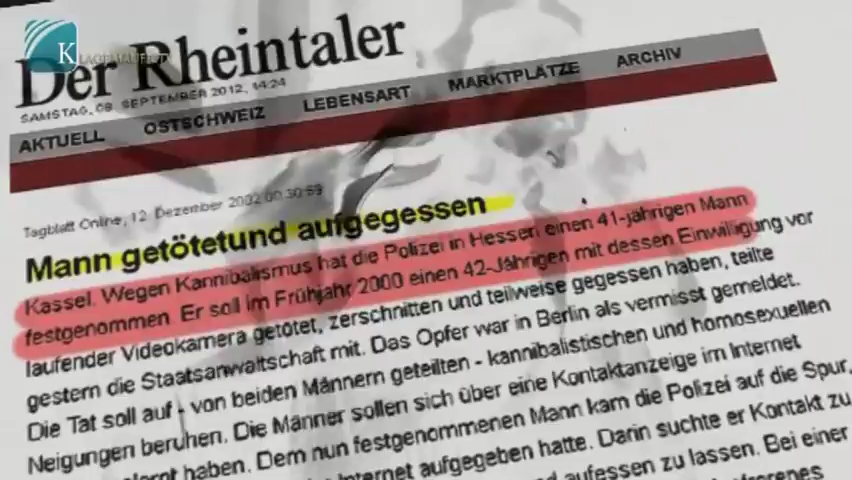 K
KLAGEMAUER.TV
Der Rheintaler
SAMSTAG, 08. SEPTEMBER 2012, 14:24
AKTUELL OSTSCHWEIZ LEBENSART MARKTPLÄTZE ARCHIV
Tagblatt Online, 12. Dezember 2002 00:30:59
Mann getötetund aufgegessen
Kassel. Wegen Kannibalismus hat die Polizei in Hessen einen 41-jährigen Mann
festgenommen. Er soll im Frühjahr 2000 einen 42-Jährigen mit dessen Einwilligung vor
laufender Videokamera getötet, zerschnitten und teilweise gegessen haben, teilte
gestern die Staatsanwaltschaft mit. Das Opfer war in Berlin als vermisst gemeldet.
Die Tat soll auf - von beiden Männern geteilten - kannibalistischen und homosexuellen
Neigungen beruhen. Die Männer sollen sich über eine Kontaktanzeige im Internet
haben. Dem nun festgenommenen Mann kam die Polizei auf die Spur,
Internet aufgegeben hatte. Darin suchte er Kontakt zu
aufessen zu lassen. Bei einer